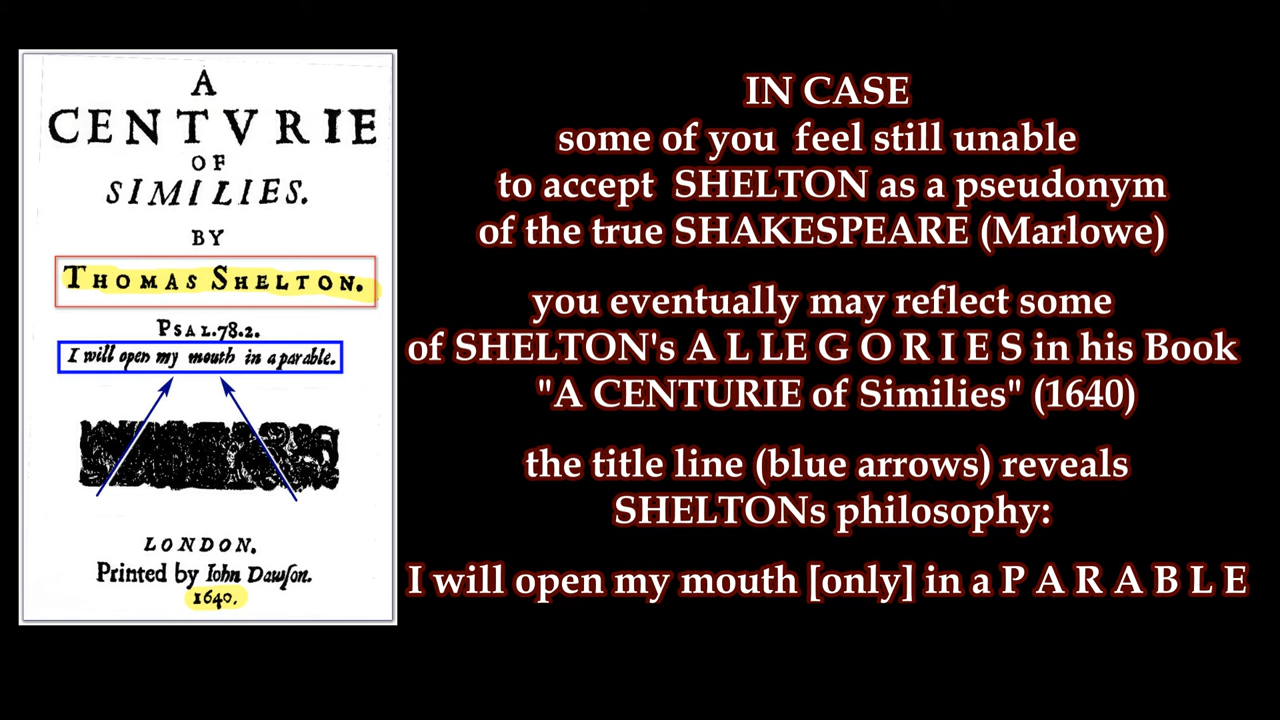 A
CENTVRIE
OF
SIMILIES.
BY
THOMAS SHELTON.
PSAL.78.2.
I will open my mouth in a parable.
LONDON.
Printed by Iohn Dawſon.
1640.
IN CASE
some of you feel still unable
to accept SHELTON as a pseudonym
of the true SHAKESPEARE (Marlowe)
you eventually may reflect some
of SHELTON's A L LE G O R I E S in his Book
"A CENTURIE of Similies" (1640)
the title line (blue arrows) reveals
SHELTONs philosophy:
I will open my mouth [only] in a P A R A B L E